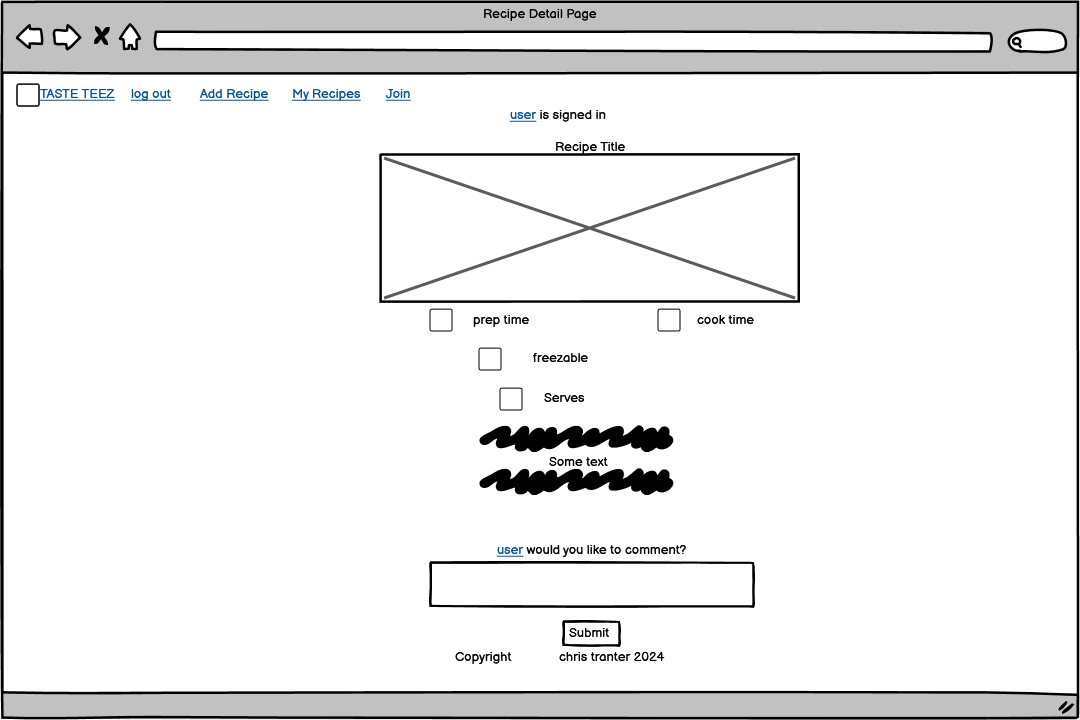 Recipe Detail Page
TASTE TEEZ log out Add Recipe My Recipes Join
user is signed in
Recipe Title
prep time cook time
freezable
Serves
Some text
user would you like to comment?
Submit
Copyright chris tranter 2024